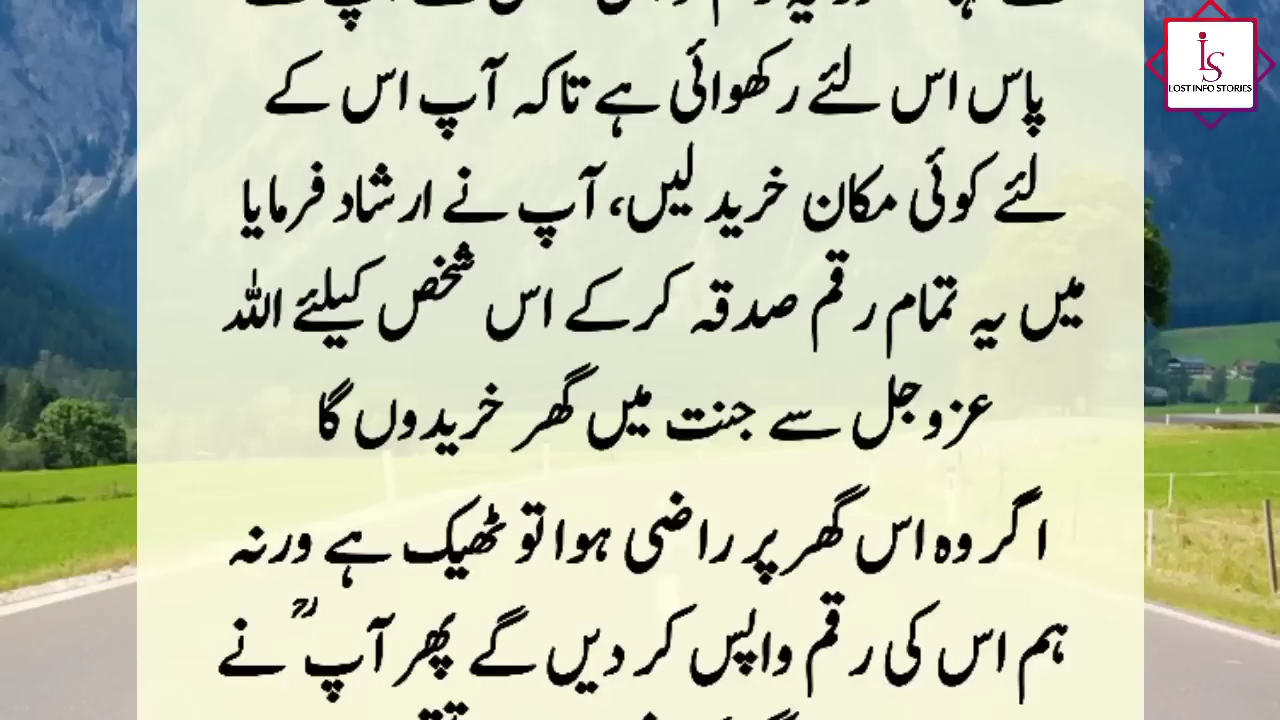 پاس اس لئے رکھوائی ہے تاکہ آپ اس کے
لئے کوئی مکان خرید لیں، آپ نے ارشاد فرمایا
میں یہ تمام رقم صدقہ کرکے اس شخص کیلئے اللہ
عزوجل سے جنت میں گھر خریدوں گا
اگر وہ اس گھر پر راضی ہوا تو ٹھیک ہے ورنہ
ہم اس کی رقم واپس کر دیں گے پھر آپؒ نے
LS
LOST INFO STORIES